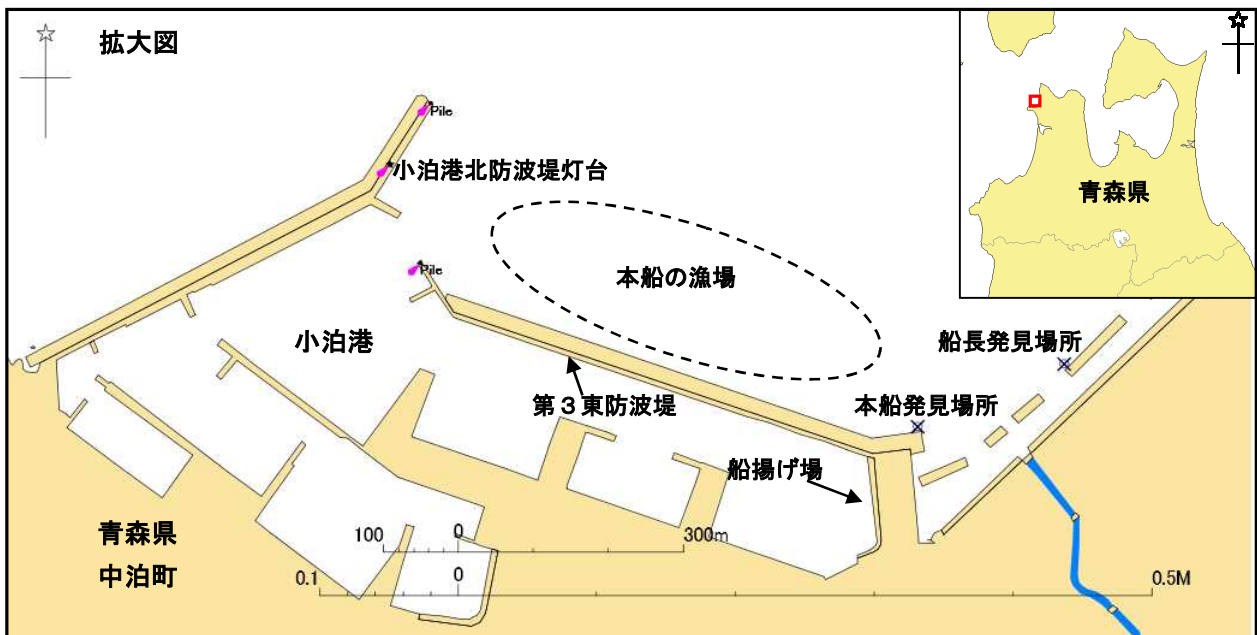 拡大図
Pile
小泊港北防波堤灯台
青森県
本船の漁場
Pile
小泊港
船長発見場所
第３東防波堤
本船発見場所
船揚げ場
青森県
中泊町
100 0 300m
0.1 0 0.5M